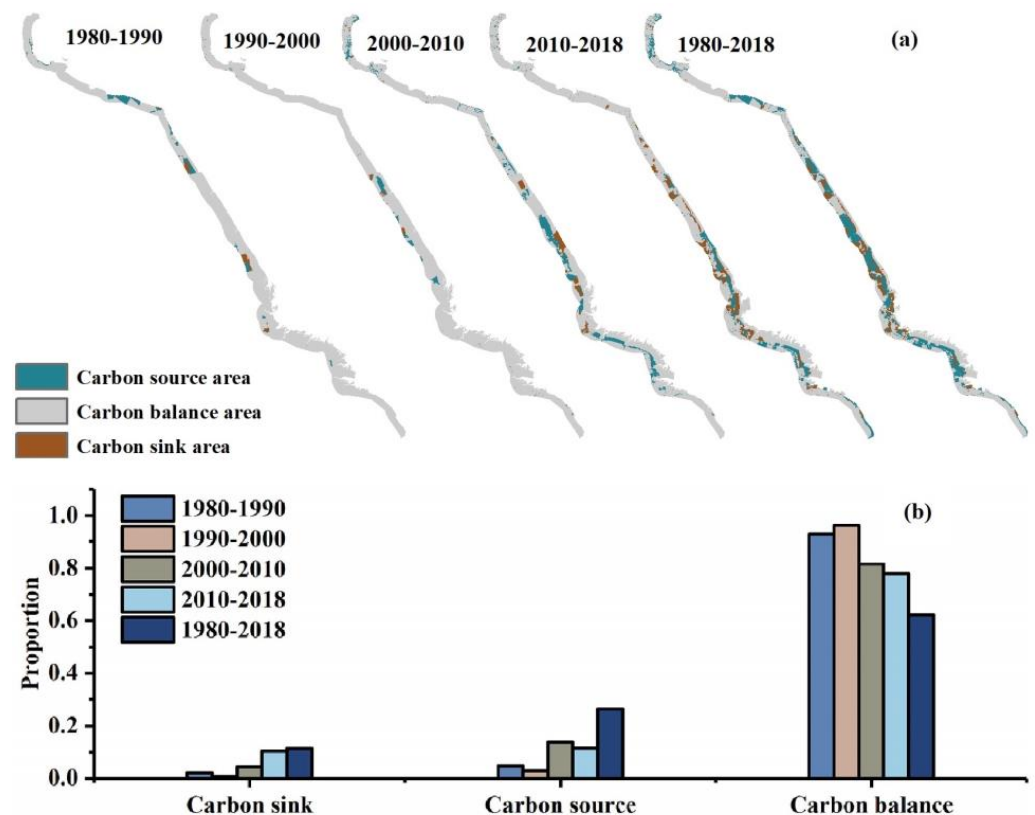 1980-1990
1990-2000
2000-2010
2010-2018
1980-2018
(a)
Carbon source area
Carbon balance area
Carbon sink area
(b)
1980-1990
1990-2000
2000-2010
2010-2018
1980-2018
Proportion
1.0
0.8
0.6
0.4
0.2
0.0
Carbon sink
Carbon source
Carbon balance